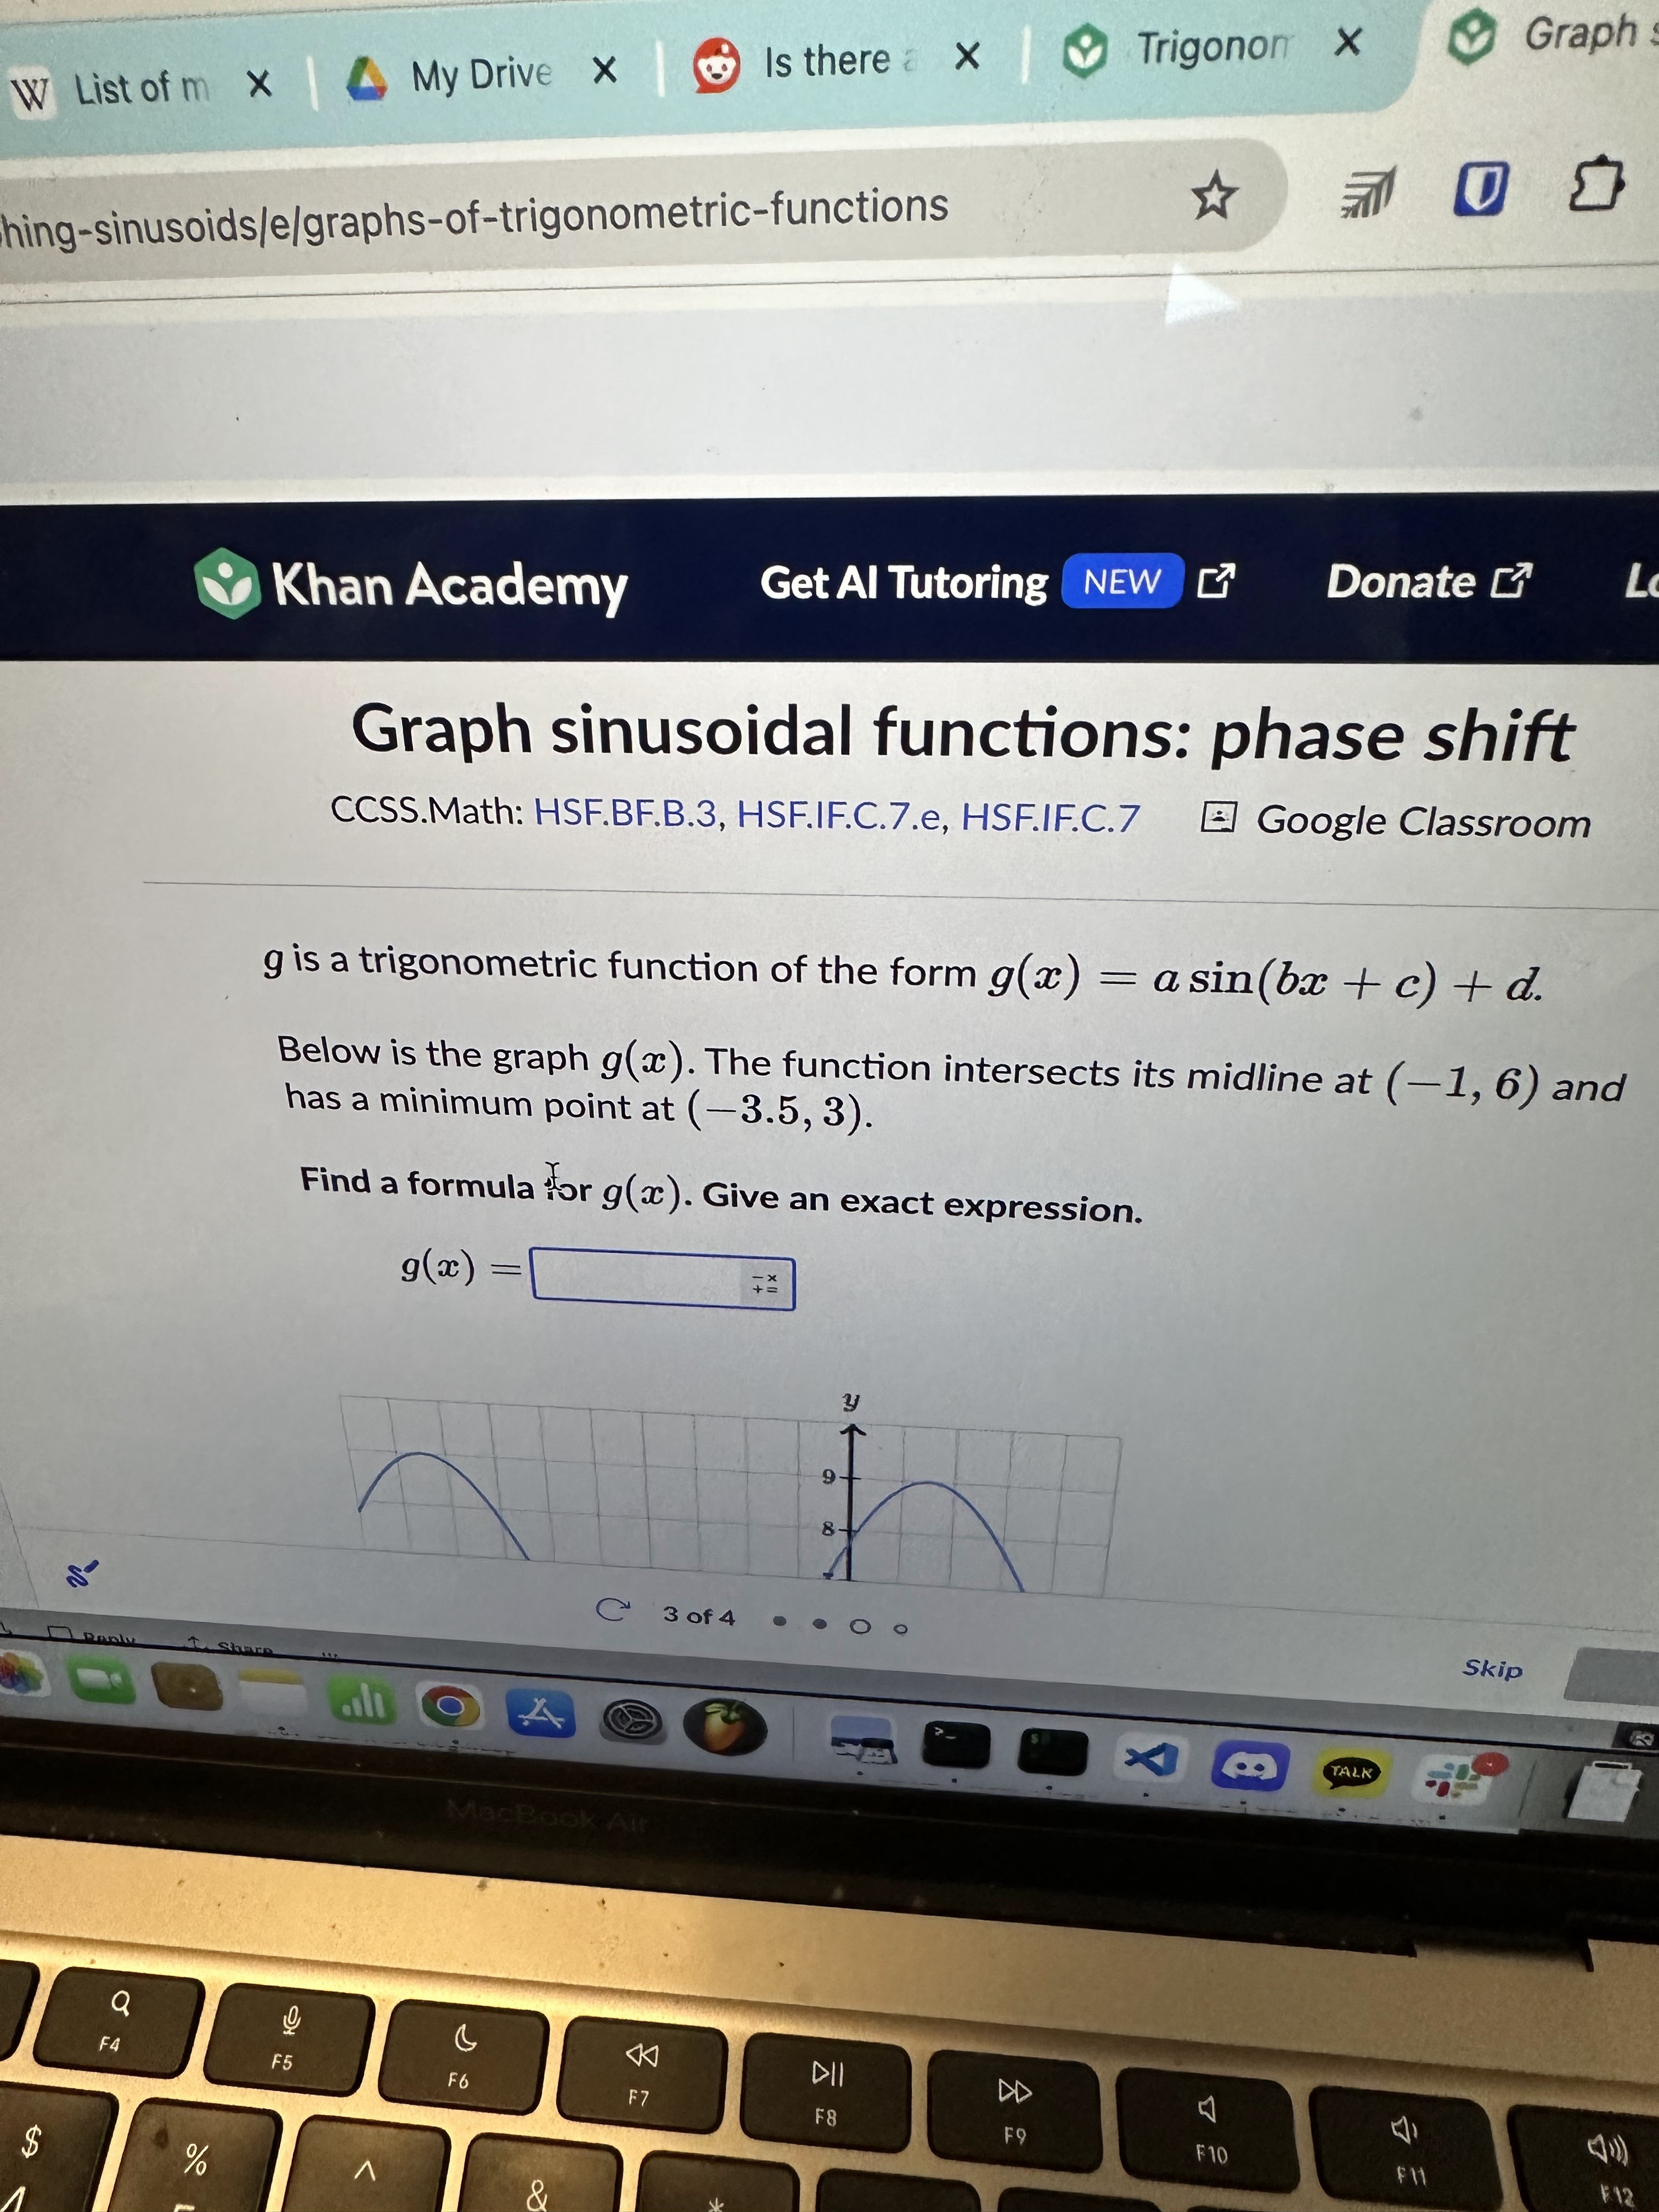 W List of m × My Drive × Is there a × Trigonom × Graph s
hing-sinusoids/e/graphs-of-trigonometric-functions
Khan Academy Get AI Tutoring NEW Donate Lo
Graph sinusoidal functions: phase shift
CCSS.Math: HSF.BF.B.3, HSF.IF.C.7.e, HSF.IF.C.7 Google Classroom
g is a trigonometric function of the form g(x) = a sin(bx + c) + d.
Below is the graph g(x). The function intersects its midline at (−1, 6) and
has a minimum point at (−3.5, 3).
Find a formula for g(x). Give an exact expression.
g(x) =
y
9
8
3 of 4
Skip
Reply Share ...
TALK
MacBook Air
F4 F5 F6 F7 F8 F9 F10 F11 F12
$ % ^ & *